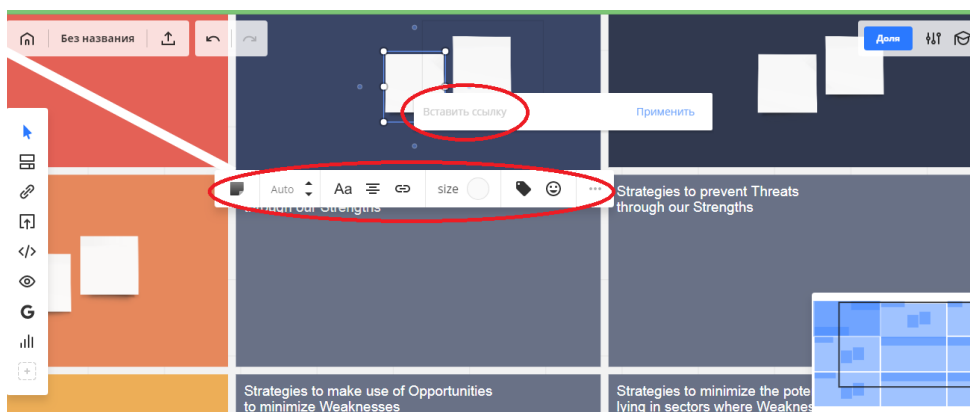 Без названия
Доля
Вставить ссылку
Применить
Auto
Aa
size
through our Strengths
Strategies to prevent Threats
through our Strengths
</>
G
Strategies to make use of Opportunities
to minimize Weaknesses
Strategies to minimize the pote
lying in sectors where Weaknes